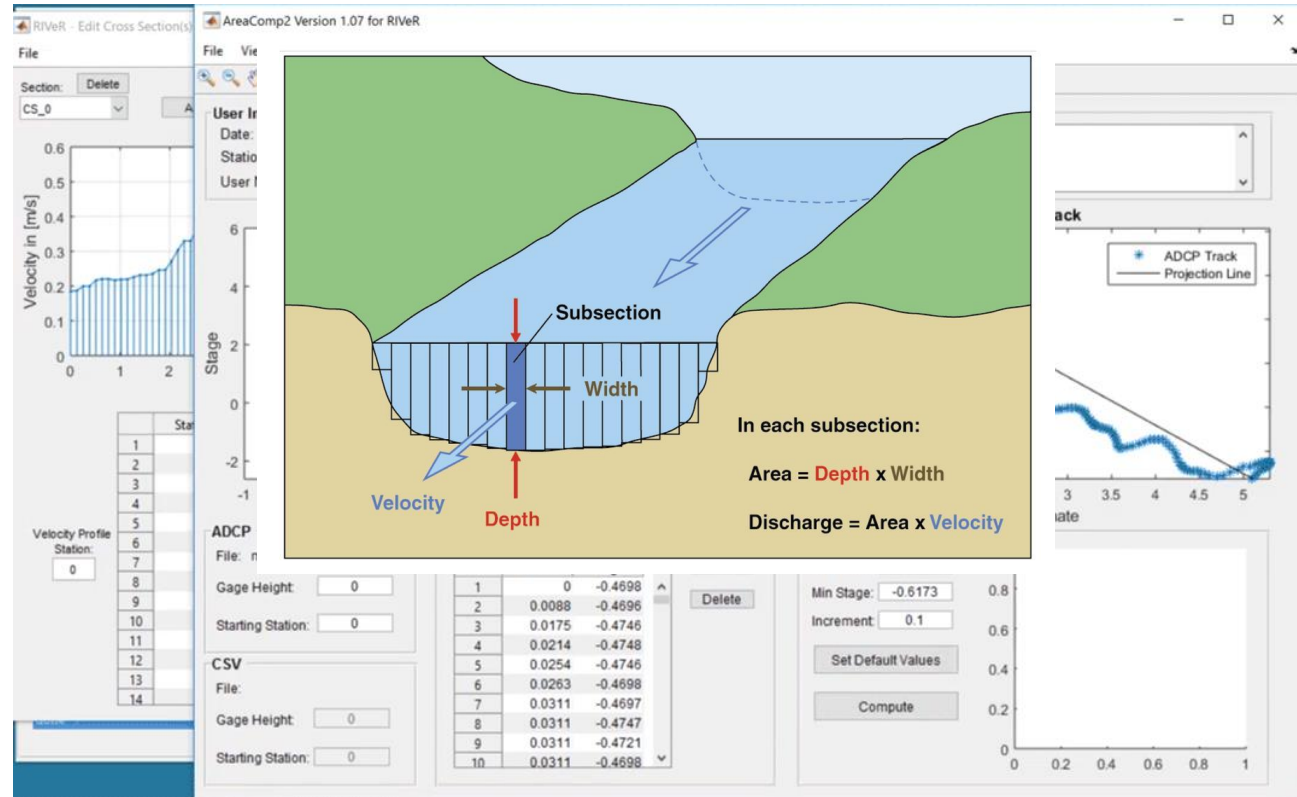 RIVeR - Edit Cross Section(s)
File
Section:
Delete
CS_0
A
0.6
0.5
0.4
0.3
0.2
0.1
0
Velocity in [m/s]
0 1 2
1
2
3
4
5
6
7
8
9
10
11
12
13
14
Velocity Profile
Station:
0
AreaComp2 Version 1.07 for RIVeR
File
Date:
6
4
2
0
-2
Stage
-1
Subsection
Width
Velocity
Depth
In each subsection:
Area = Depth x Width
Discharge = Area x Velocity
ADCP Track
Projection Line
3 3.5 4 4.5 5
ADCP
File:
Gage Height: 0
Starting Station: 0
CSV
File:
Gage Height: 0
Starting Station: 0
1 0 -0.4698
2 0.0088 -0.4696
3 0.0175 -0.4746
4 0.0214 -0.4748
5 0.0254 -0.4746
6 0.0263 -0.4698
7 0.0311 -0.4697
8 0.0311 -0.4747
9 0.0311 -0.4721
10 0.0311 -0.4698
Delete
Min Stage: -0.6173
Increment: 0.1
Set Default Values
Compute
0.8
0.6
0.4
0.2
0
0 0.2 0.4 0.6 0.8 1